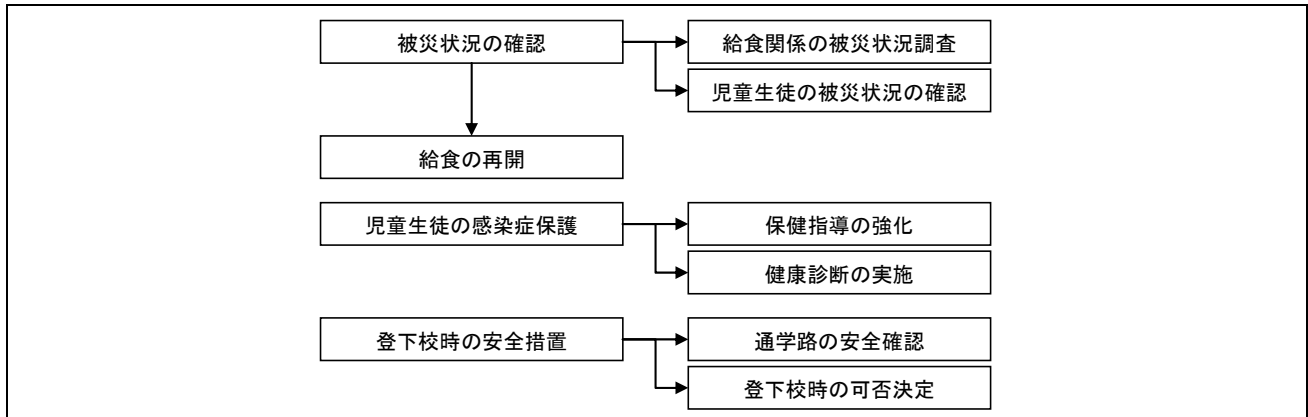 被災状況の確認
給食関係の被災状況調査
児童生徒の被災状況の確認
給食の再開
児童生徒の感染症保護
保健指導の強化
健康診断の実施
登下校時の安全措置
通学路の安全確認
登下校時の可否決定